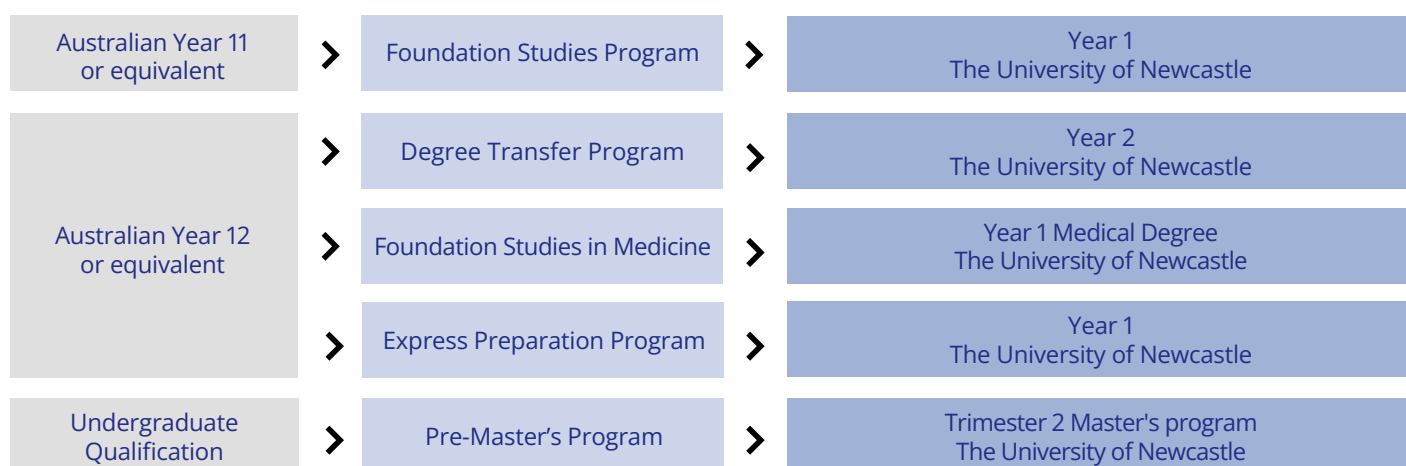 Australian Year 11
or equivalent
Foundation Studies Program
Year 1
The University of Newcastle
Australian Year 12
or equivalent
Degree Transfer Program
Year 2
The University of Newcastle
Foundation Studies in Medicine
Year 1 Medical Degree
The University of Newcastle
Express Preparation Program
Year 1
The University of Newcastle
Undergraduate
Qualification
Pre-Master’s Program
Trimester 2 Master's program
The University of Newcastle